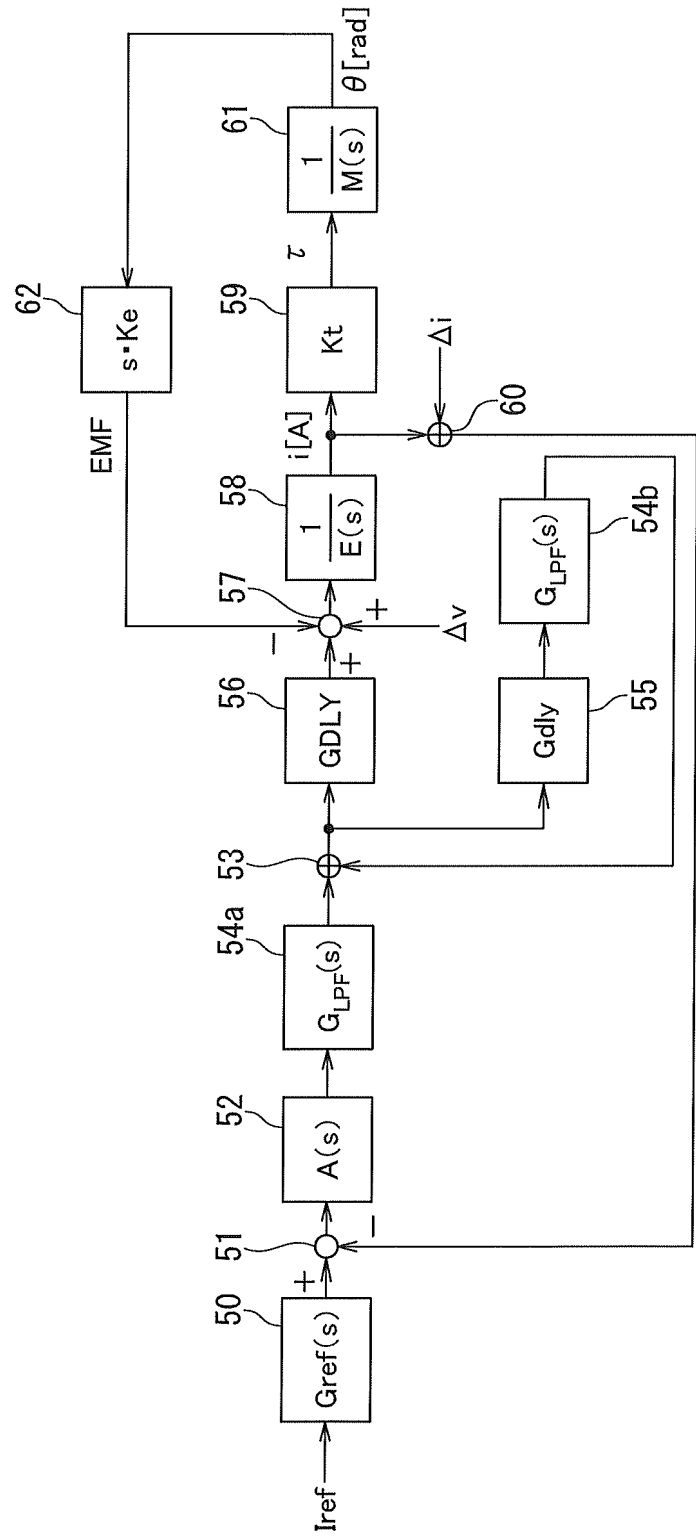 Iref
50
Gref(s)
+
51
−
52
A(s)
54a
G_LPF(s)
53
56
GDLY
+
57
−
+
Δv
58
1
E(s)
i[A]
59
Kt
τ
61
1
M(s)
θ[rad]
62
s・Ke
EMF
Δi
60
55
Gdly
54b
G_LPF(s)